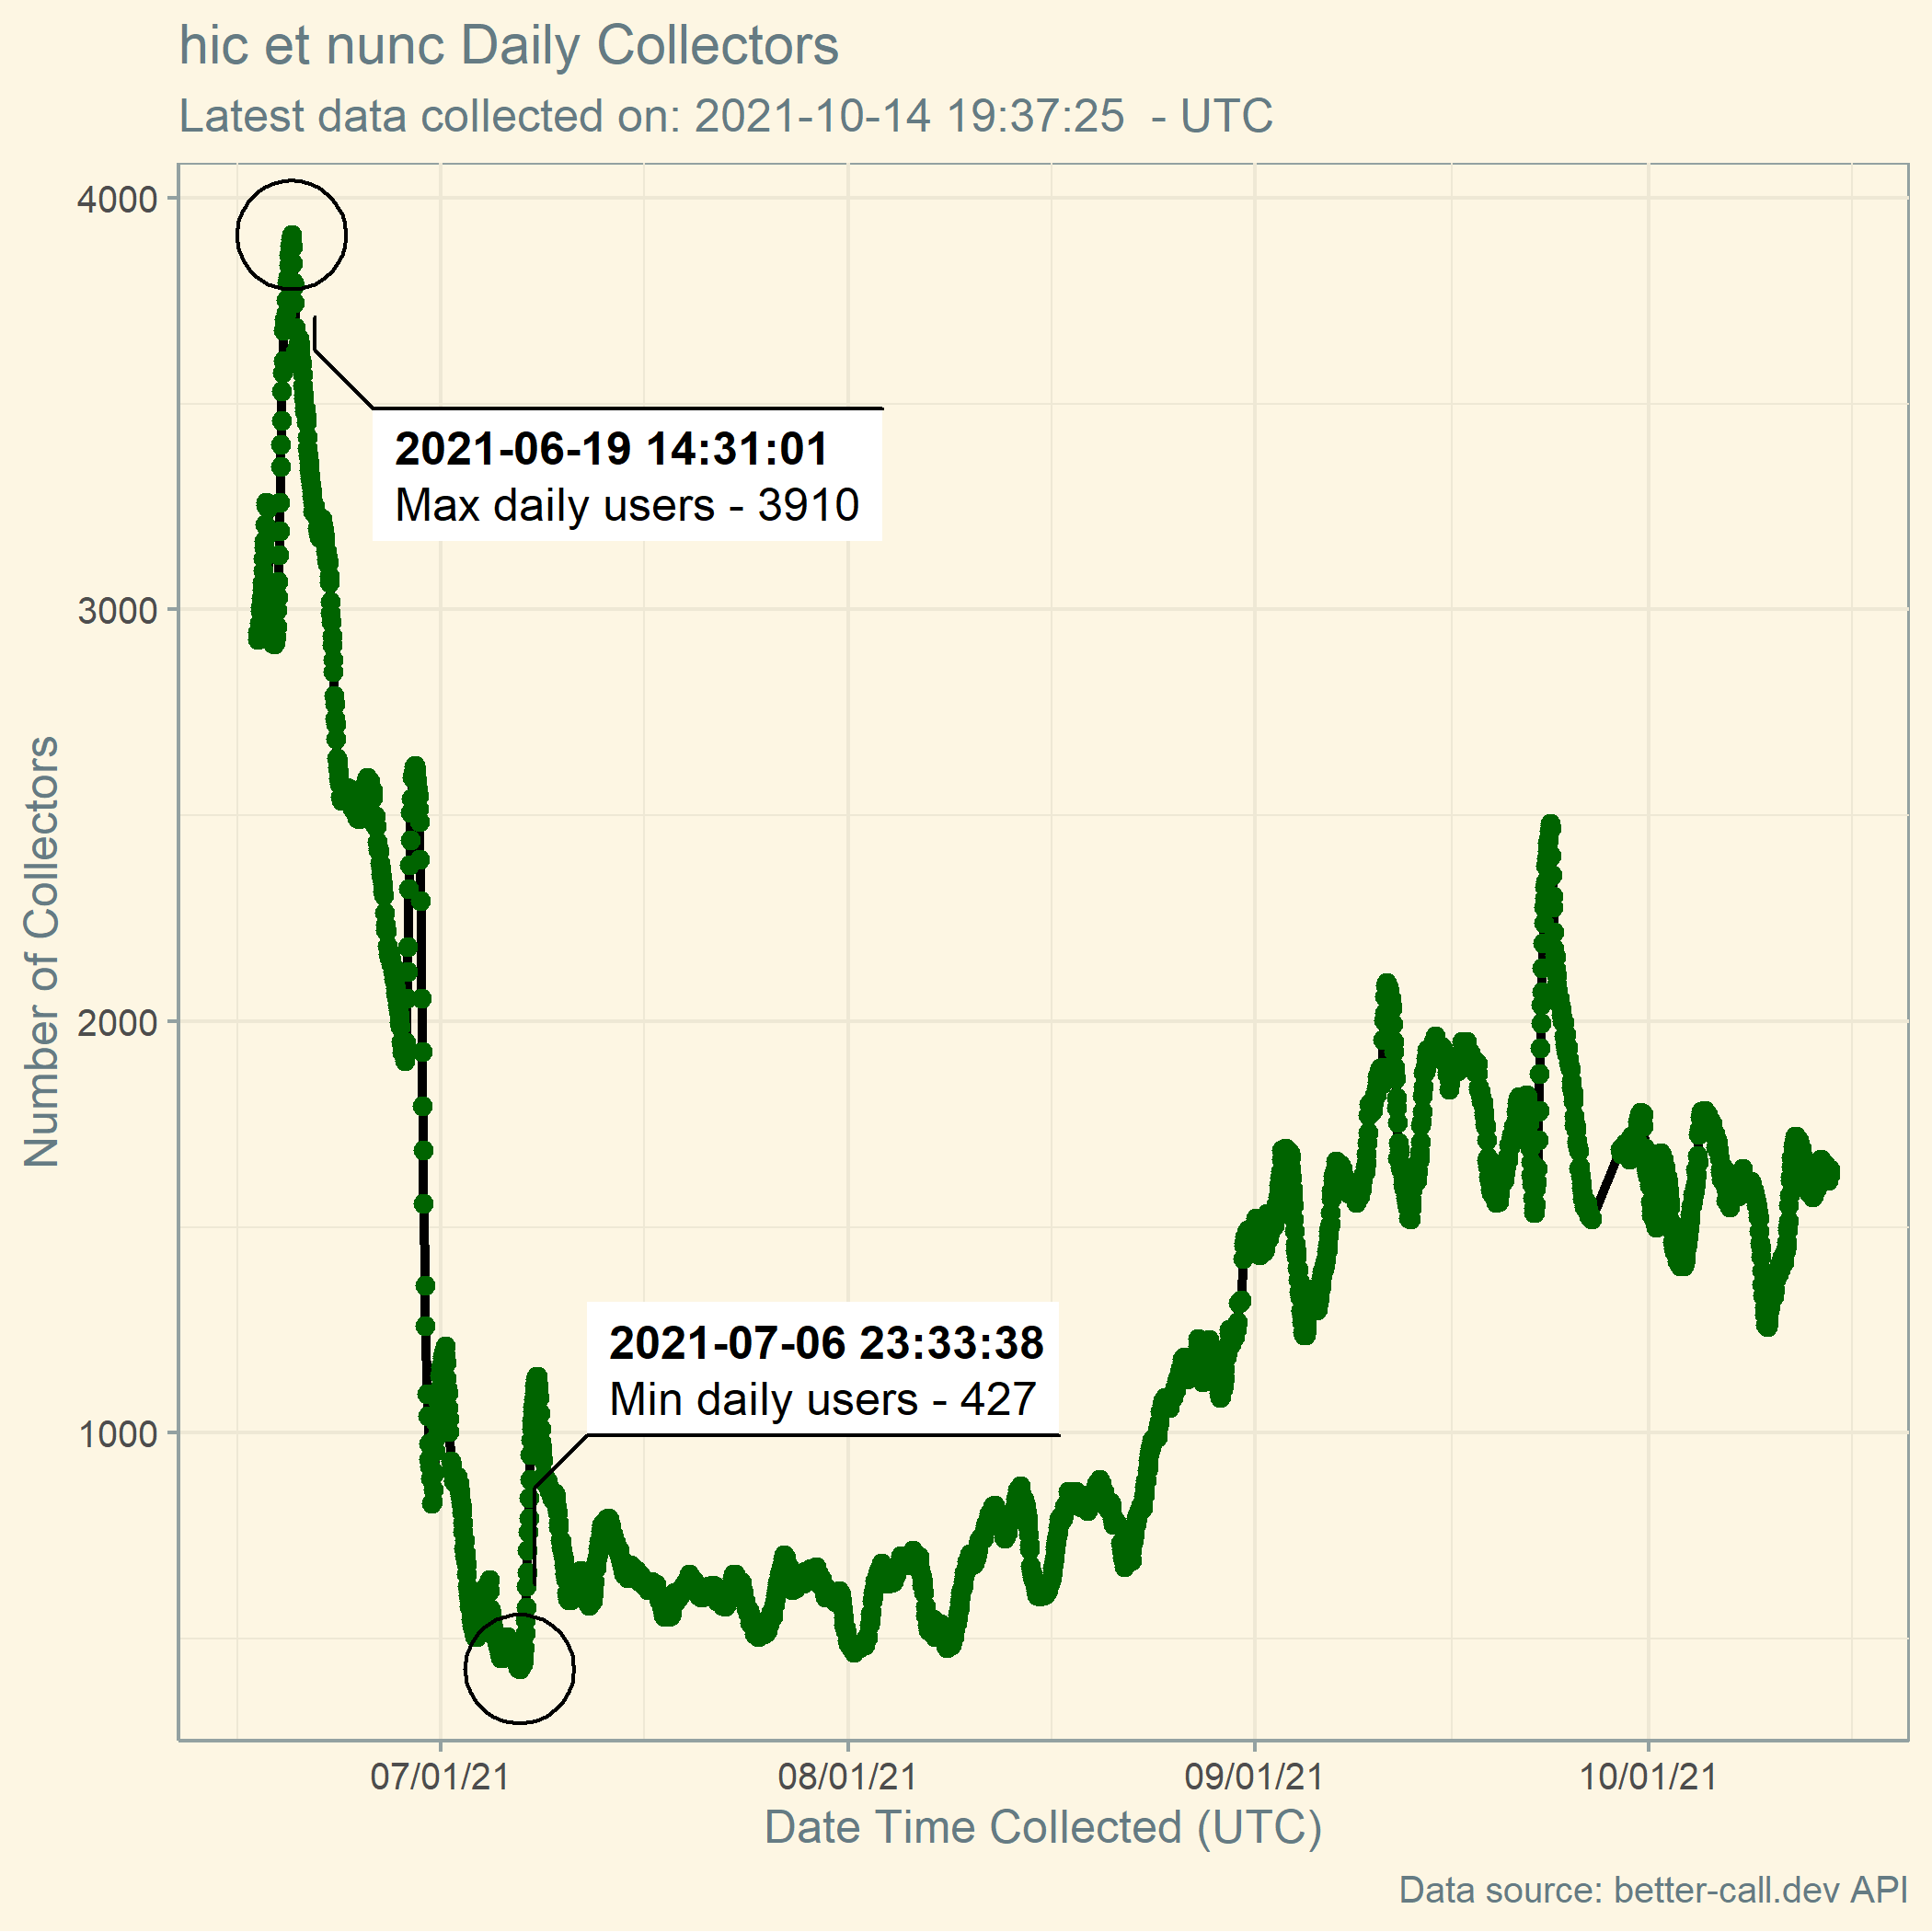 hic et nunc Daily Collectors
Latest data collected on: 2021-10-14 19:37:25  - UTC
Number of Collectors
4000
3000
2000
1000
2021-06-19 14:31:01
Max daily users - 3910
2021-07-06 23:33:38
Min daily users - 427
07/01/21
08/01/21
09/01/21
10/01/21
Date Time Collected (UTC)
Data source: better-call.dev API